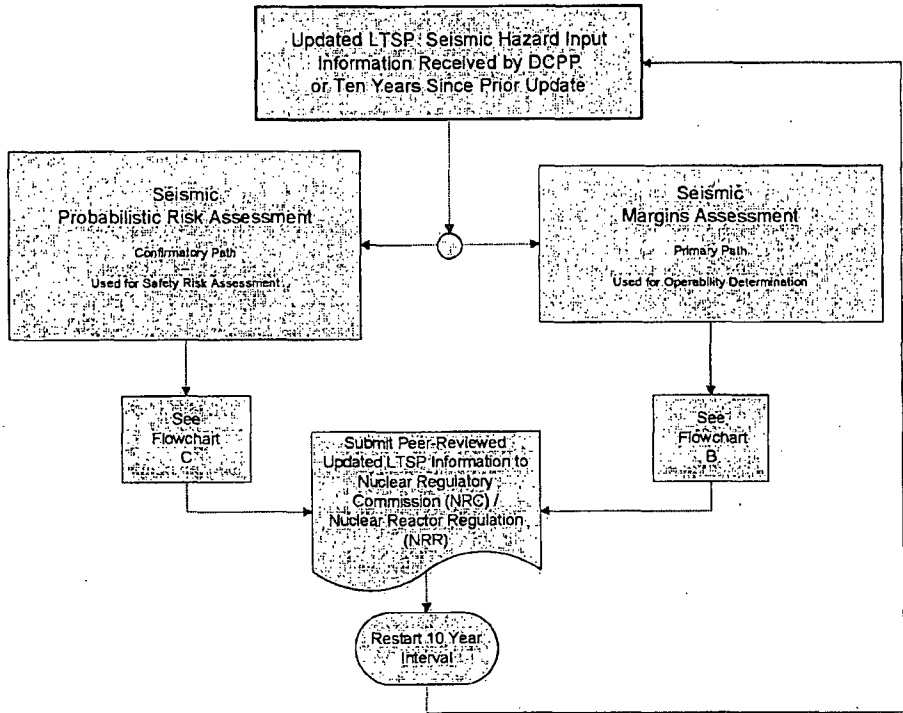 Updated LTSP: Seismic Hazard Input
Information Received by DCPP
or Ten Years Since Prior Update
Seismic
Probabilistic Risk Assessment
Confirmatory Path
Used for Safety Risk Assessment
Seismic
Margins Assessment
Primary Path
Used for Operability Determination
See
Flowchart
C
See
Flowchart
B
Submit Peer-Reviewed
Updated LTSP Information to
Nuclear Regulatory
Commission (NRC) /
Nuclear Reactor Regulation
(NRR)
Restart 10 Year
Interval